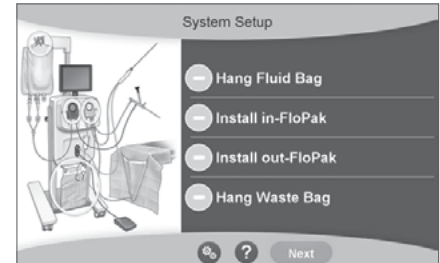 System Setup
Hang Fluid Bag
Install in-FloPak
Install out-FloPak
Hang Waste Bag
?
Next